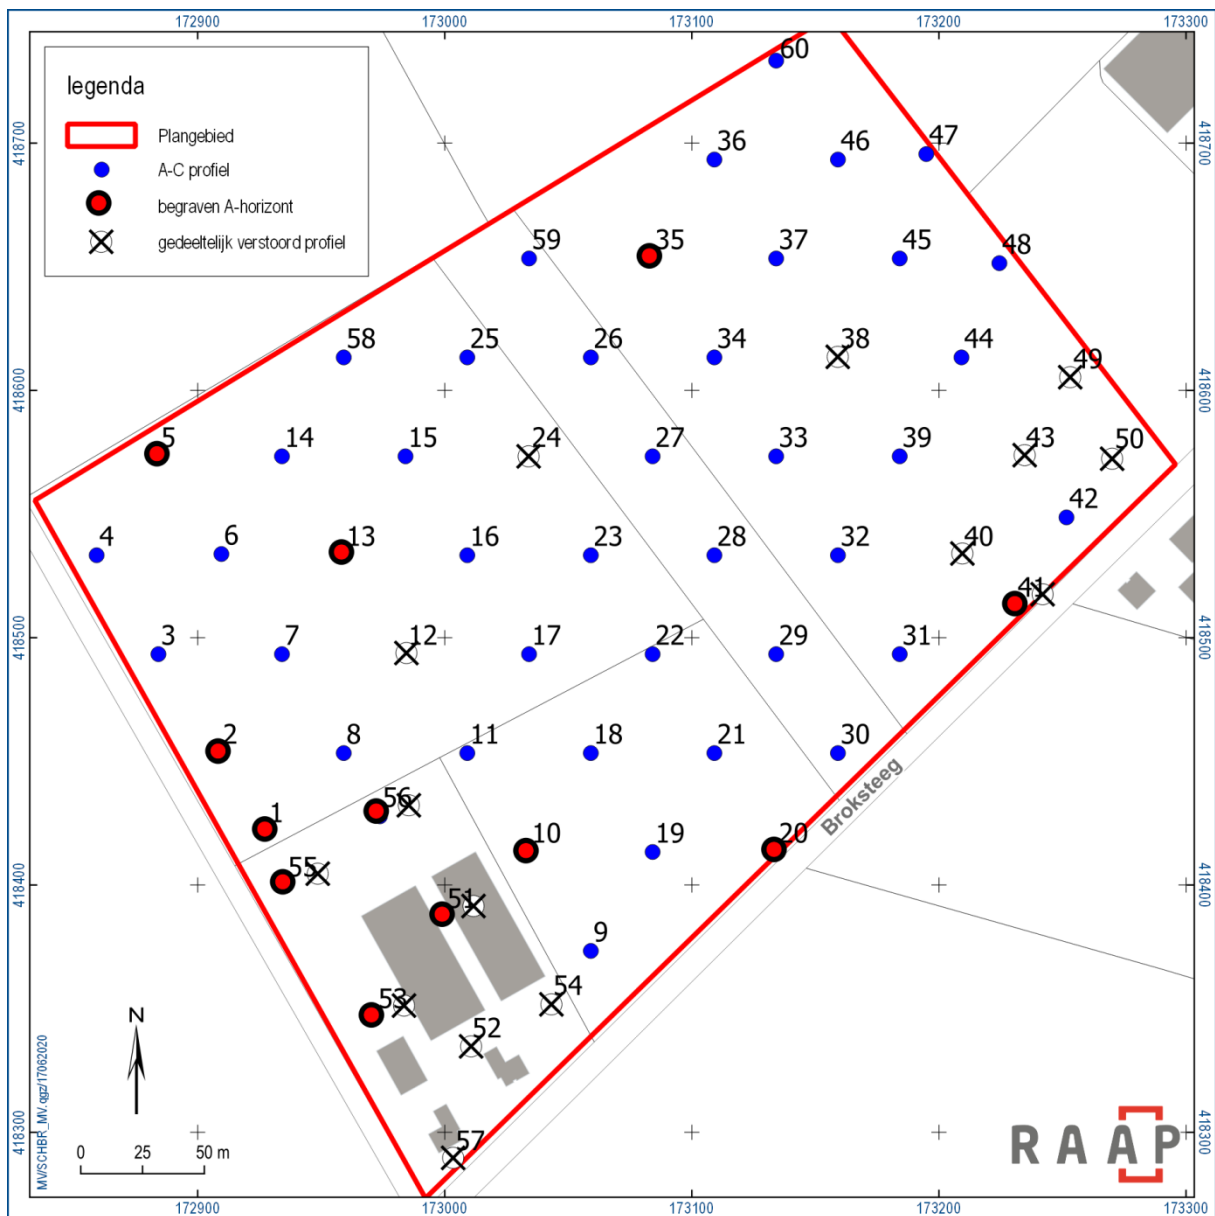 172900 173000 173100 173200 173300
legenda
Plangebied
A-C profiel
begraven A-horizont
gedeeltelijk verstoord profiel
418700
418600
418500
418400
418300
418700
418600
418500
418400
418300
60
36 46 47
59 35 37 45 48
58 25 26 34 38 44 49
5 14 15 24 27 33 39 43 50
42
4 6 13 16 23 28 32 40
41
3 7 12 17 22 29 31
2 8 11 18 21 30
Broksteeg
56
1 10 19 20
55
51
9
53 54
52
57
N
0 25 50 m
MV/SCHBR_MV.qgz/17062020
RAAP
172900 173000 173100 173200 173300